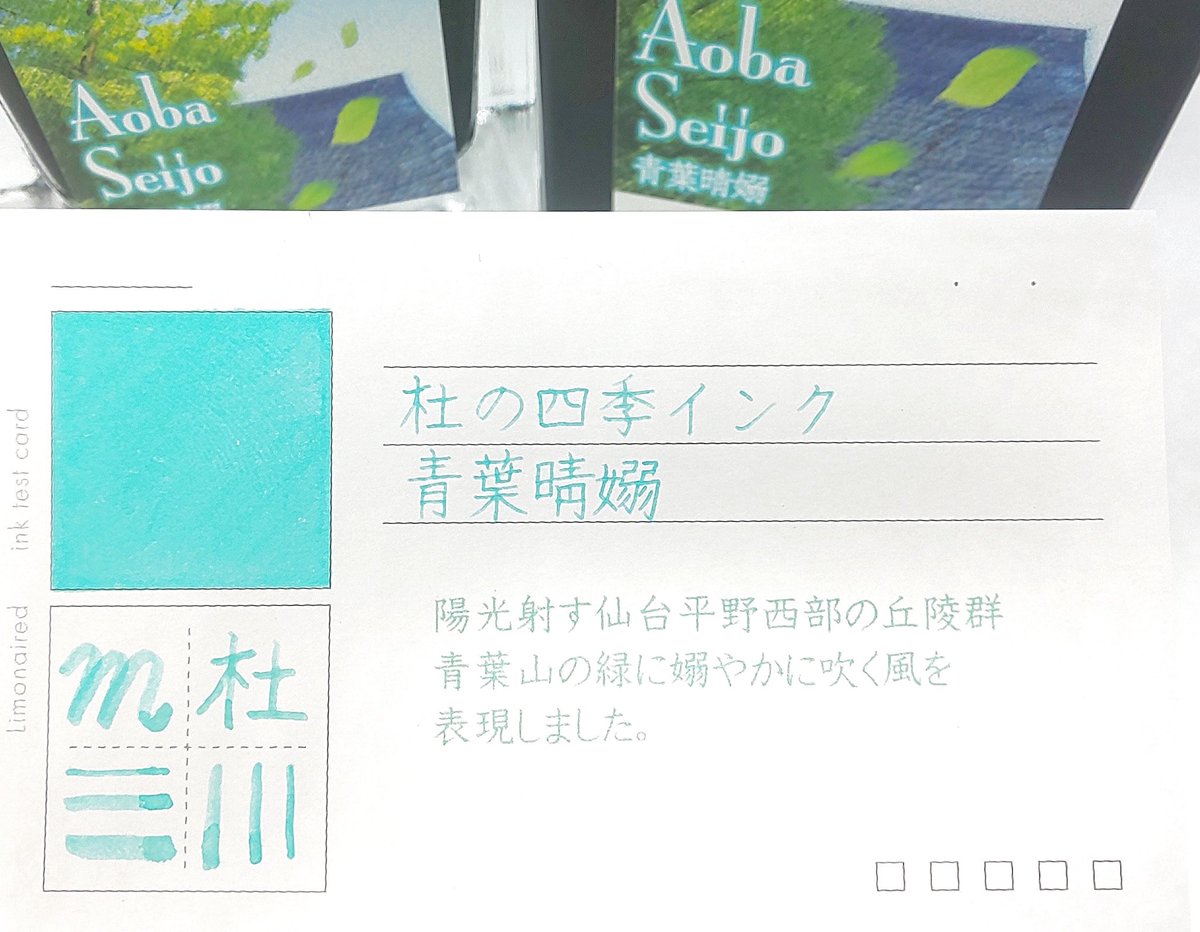 Aoba
Seijo
Aoba
Seijo
青葉晴嫋
杜の四季インク
青葉晴嫋
陽光射す仙台平野西部の丘陵群
青葉山の緑に嫋やかに吹く風を
表現しました。
m
杜
Limonaired ink test card